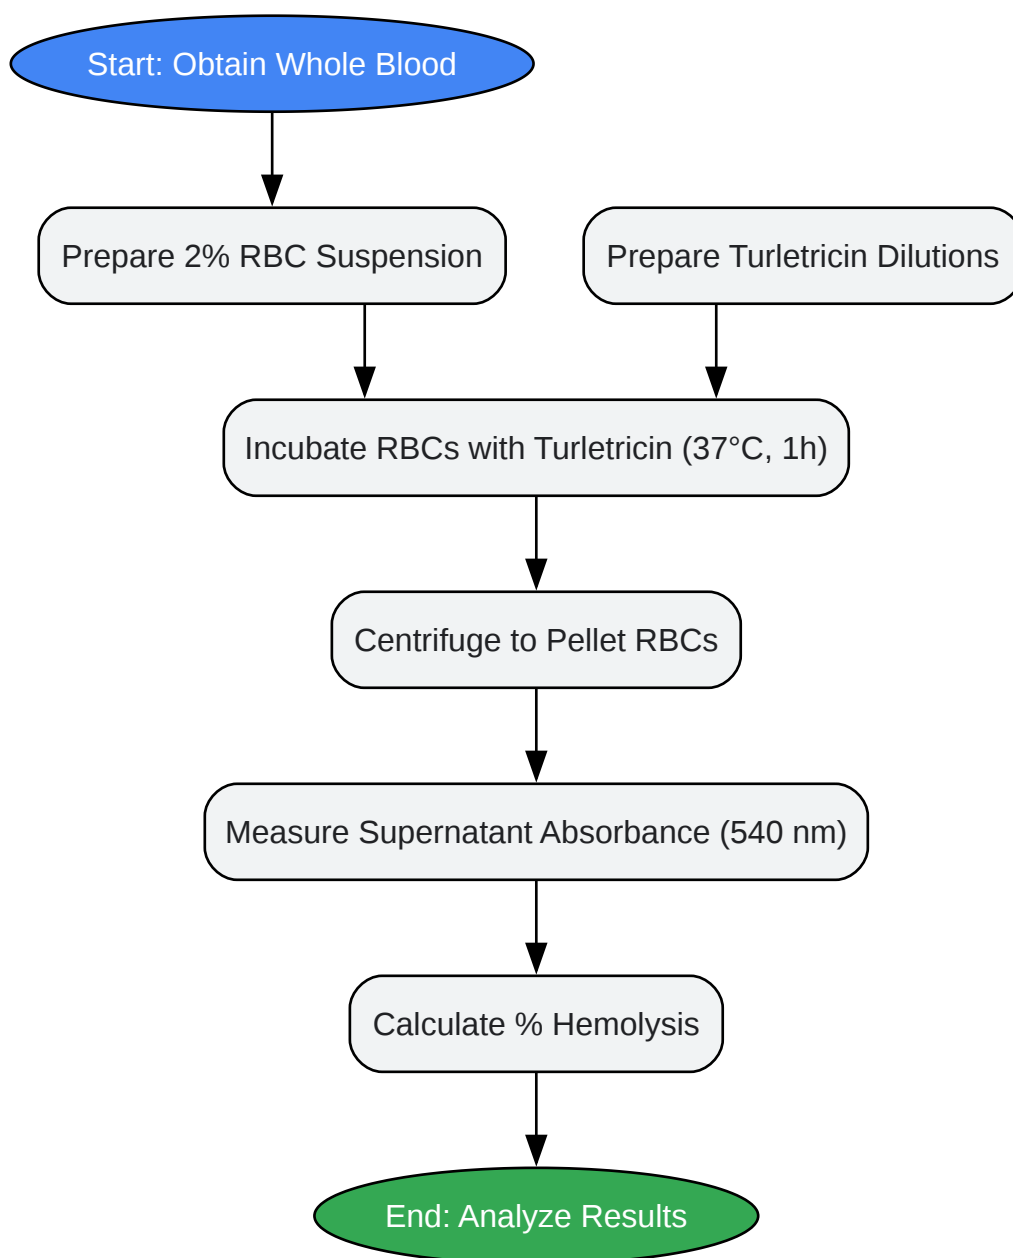 Start: Obtain Whole Blood
Prepare 2% RBC Suspension
Prepare Turletricin Dilutions
Incubate RBCs with Turletricin (37°C, 1h)
Centrifuge to Pellet RBCs
Measure Supernatant Absorbance (540 nm)
Calculate % Hemolysis
End: Analyze Results